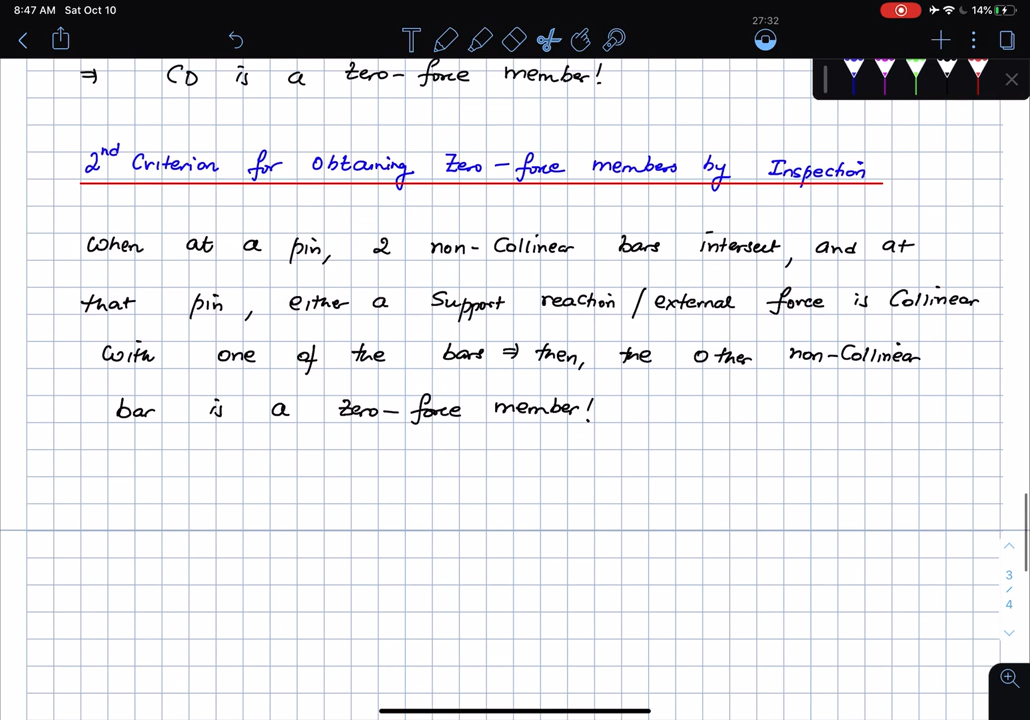 8:47 AM Sat Oct 10
14%
27:32
⇒ CD is a zero-force member!
2nd Criterion for Obtaining Zero-force members by Inspection
When at a pin, 2 non-Collinear bars intersect, and at
that pin, either a Support reaction / external force is Collinear
with one of the bars ⇒ then, the other non-Collinear
bar is a zero-force member!
3
/
4